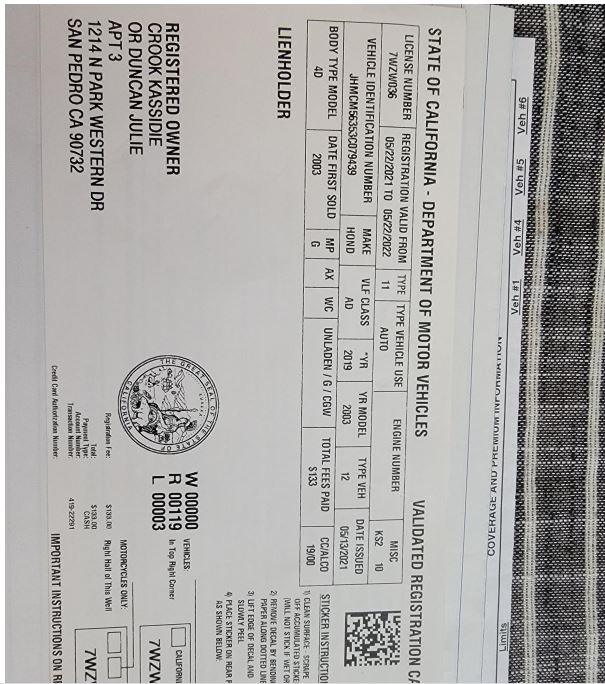 STATE OF CALIFORNIA - DEPARTMENT OF MOTOR VEHICLES VALIDATED REGISTRATION CA
LICENSE NUMBER REGISTRATION VALID FROM TYPE TYPE VEHICLE USE ENGINE NUMBER MISC
7WZW036 05/22/2021 TO 05/22/2022 11 AUTO KS2 10
VEHICLE IDENTIFICATION NUMBER MAKE VLF CLASS *YR YR MODEL TYPE VEH DATE ISSUED
JHMCM56353C079439 HOND AD 2019 2003 12 05/13/2021
BODY TYPE MODEL DATE FIRST SOLD MP AX WC UNLADEN / G / CGW TOTAL FEES PAID CC/ALCO
4D 2003 G $133 19/00
LIENHOLDER
STICKER INSTRUCTIO
1) CLEAN SURFACE - SCRAPE
OFF ACCUMULATED STICKE
(WILL NOT STICK IF WET OR
2) REMOVE DECAL BY BENDING
PAPER ALONG DOTTED LINE
3) LIFT EDGE OF DECAL AND
SLOWLY PEEL
4) PLACE STICKER ON REAR P
AS SHOWN BELOW:
REGISTERED OWNER
CROOK KASSIDIE
OR DUNCAN JULIE
APT 3
1214 N PARK WESTERN DR
SAN PEDRO CA 90732
THE GREAT SEAL OF THE STATE OF CALIFORNIA
EUREKA
W 00000
R 00119
L 00003
VEHICLES
In Top Right Corner
CALIFORNI
7WZW
Registration Fee: $133.00
Total: $133.00
Payment Type: CASH
Account Number:
Transaction Number: 419-22291
Credit Card Authorization Number:
MOTORCYCLES ONLY:
Right Half of This Well
7WZ
IMPORTANT INSTRUCTIONS ON RE
Veh #6 Veh #5 Veh #4 Veh #1
COVERAGE AND PREMIUM INFORMATION
Limits